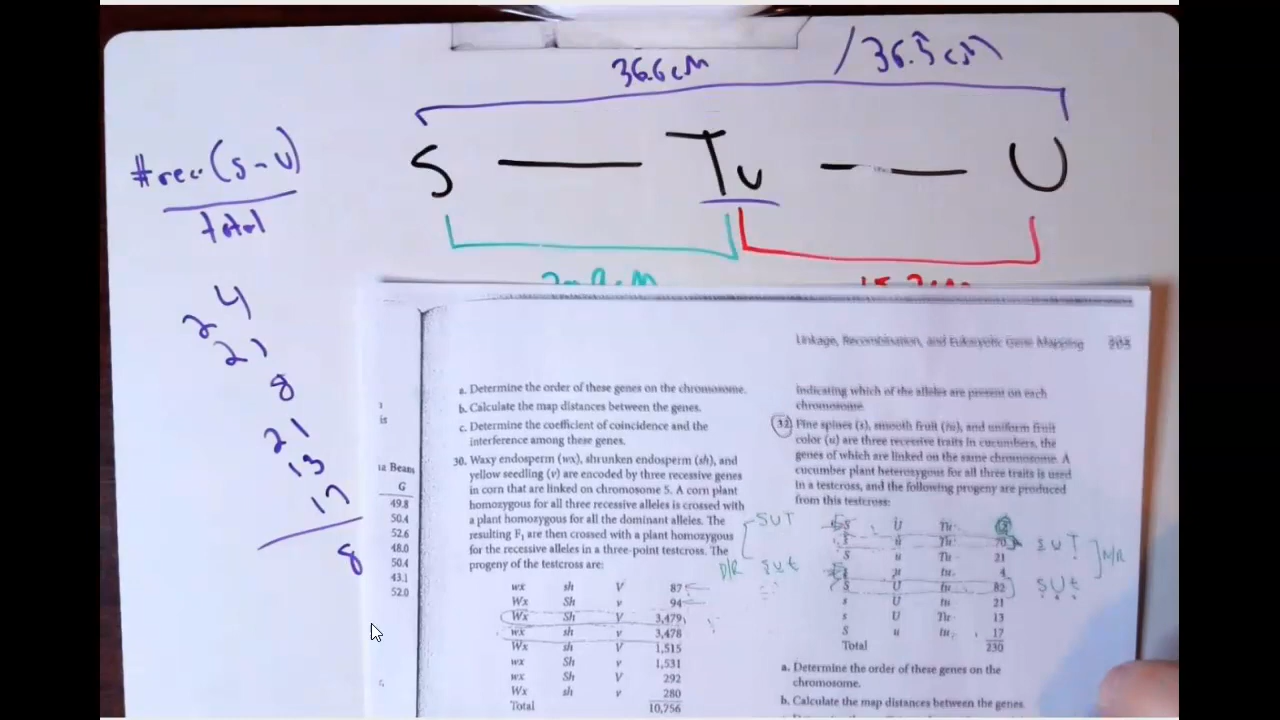 36.6cM /36.5cM
#rec.(S-U)
total
S — Tu — U
4
2
21
8
21
13
17
8
Linkage, Recombination, and Eukaryotic Gene Mapping 205
a. Determine the order of these genes on the chromosome.
b. Calculate the map distances between the genes.
c. Determine the coefficient of coincidence and the
interference among these genes.
30. Waxy endosperm (wx), shrunken endosperm (sh), and
yellow seedling (v) are encoded by three recessive genes
in corn that are linked on chromosome 5. A corn plant
homozygous for all three recessive alleles is crossed with
a plant homozygous for all the dominant alleles. The
resulting F1 are then crossed with a plant homozygous
for the recessive alleles in a three-point testcross. The
progeny of the testcross are:
wx sh V 87
Wx Sh v 94
Wx Sh V 3,479
wx sh v 3,478
Wx sh V 1,515
wx Sh v 1,531
wx Sh V 292
Wx sh v 280
Total 10,756
is
12 Bears
G
49.8
50.4
52.6
48.0
50.4
43.1
52.0
indicating which of the alleles are present on each
chromosome.
32. Fine spines (s), smooth fruit (tu), and uniform fruit
color (u) are three recessive traits in cucumbers, the
genes of which are linked on the same chromosome. A
cucumber plant heterozygous for all three traits is used
in a testcross, and the following progeny are produced
from this testcross:
S U Tu
s u Tu 70
S u Tu 21
u tu 4
S U tu 82
s U tu 21
s U Tu 13
S u tu 17
Total 230
SUT
D/R sut
suT
SUt
a. Determine the order of these genes on the
chromosome.
b. Calculate the map distances between the genes.